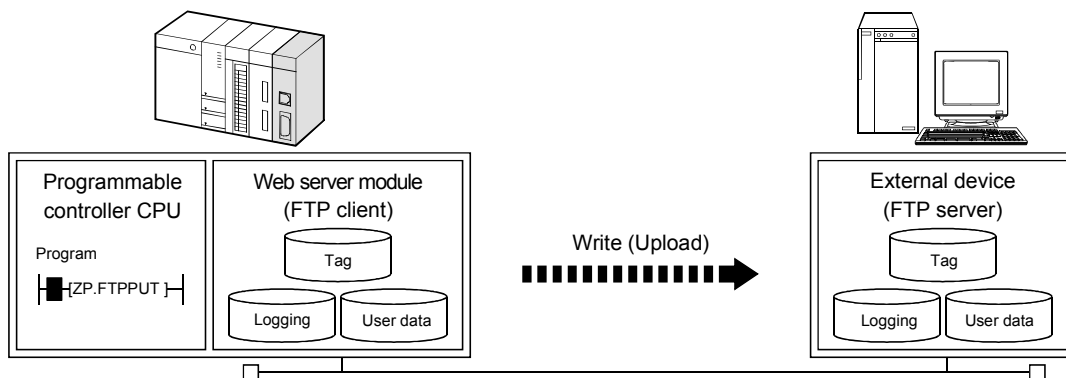 Programmable
controller CPU
Program
[ZP.FTPPUT ]
Web server module
(FTP client)
Tag
Logging
User data
Write (Upload)
External device
(FTP server)
Tag
Logging
User data